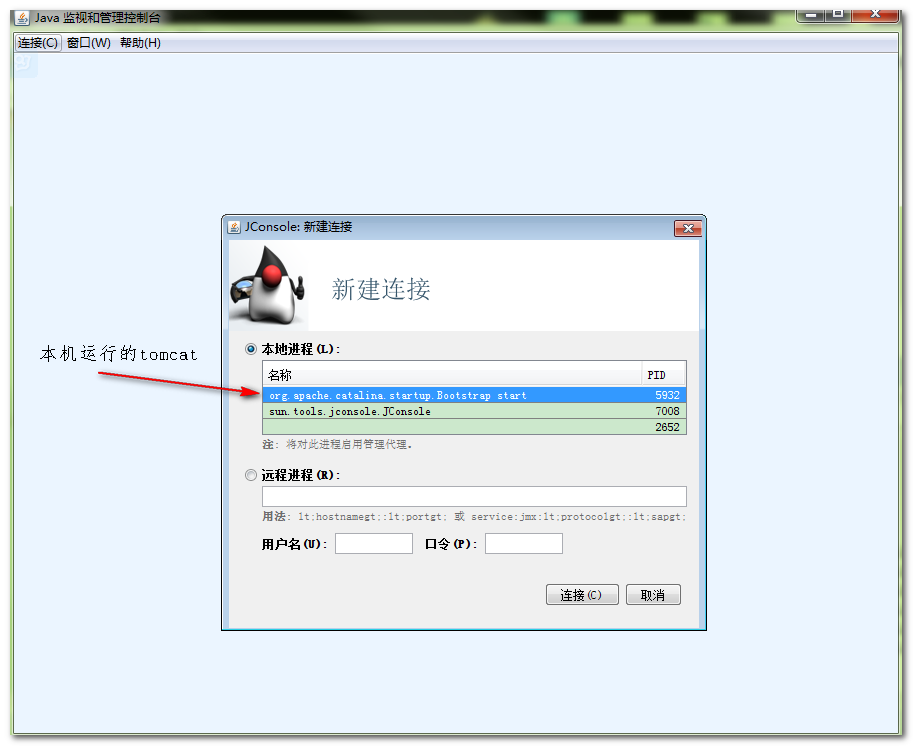 Java 监视和管理控制台
连接(C) 窗口(W) 帮助(H)
JConsole: 新建连接
新建连接
本机运行的tomcat
本地进程(L):
名称 PID
org.apache.catalina.startup.Bootstrap start 5932
sun.tools.jconsole.JConsole 7008
2652
注: 将对此进程启用管理代理。
远程进程(R):
用法: lt;hostnamegt;:lt;portgt; 或 service:jmx:lt;protocolgt;:lt;sapgt;
用户名(U): 口令(P):
连接(C) 取消